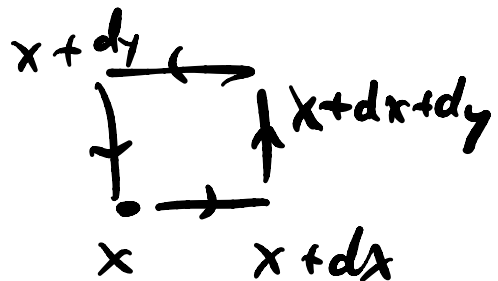 x + dy
x + dx + dy
x
x + dx